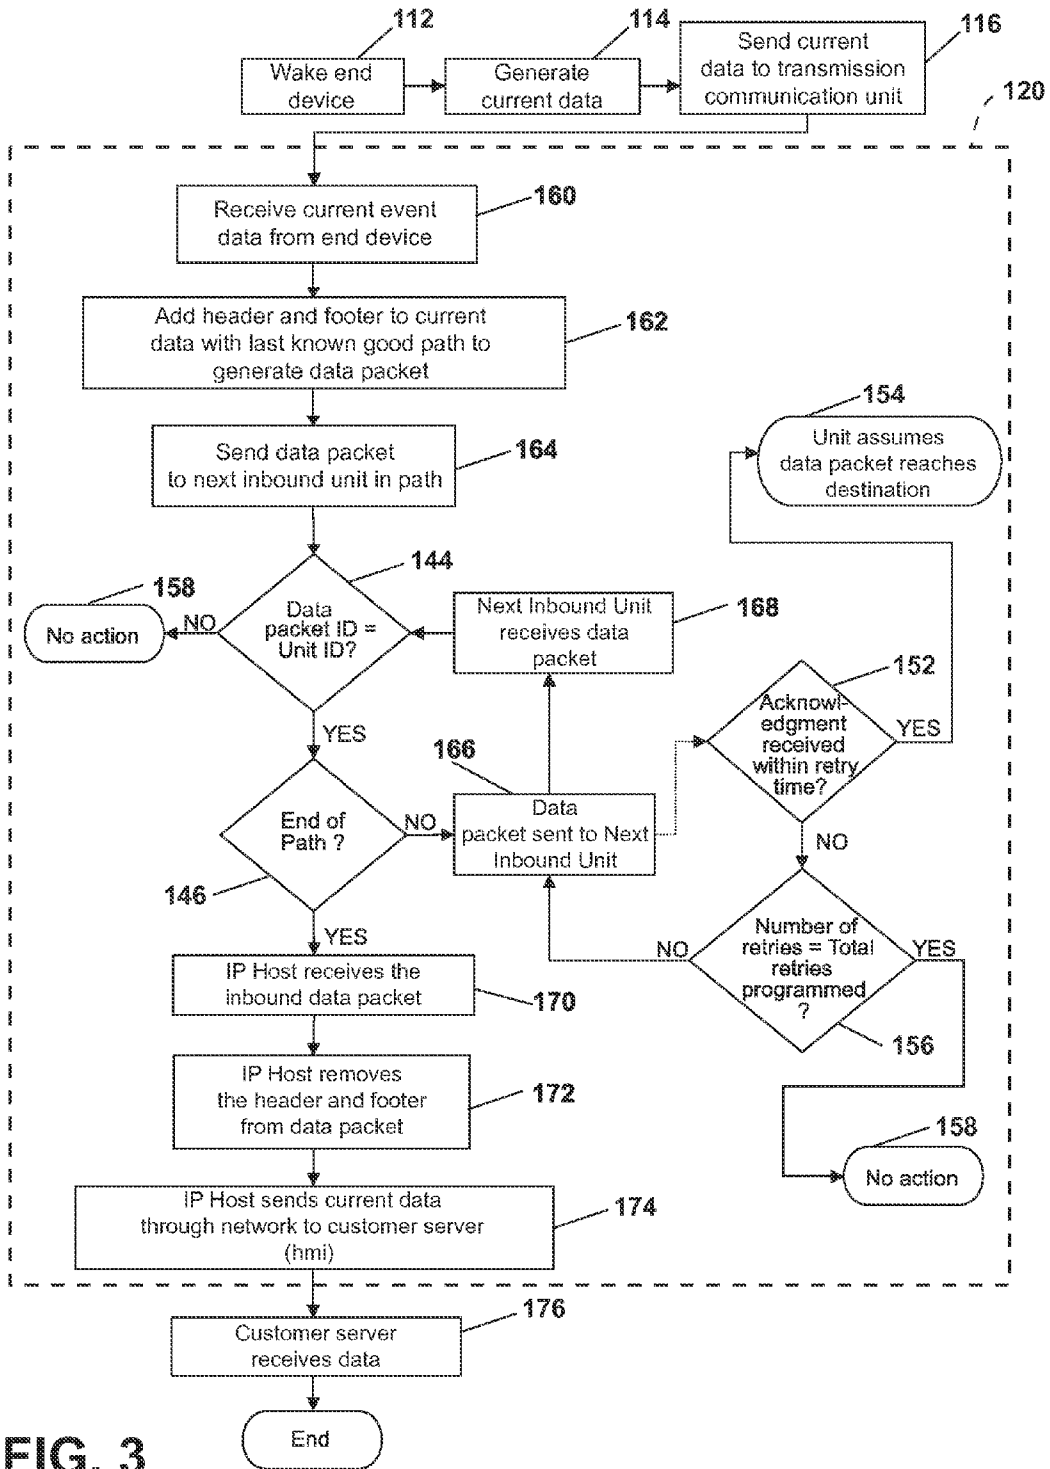 112
114
116
Wake end
device
Generate
current data
Send current
data to transmission
communication unit
120
160
Receive current event
data from end device
162
Add header and footer to current
data with last known good path to
generate data packet
154
Unit assumes
data packet reaches
destination
164
Send data packet
to next inbound unit in path
144
158
No action
NO
Data
packet ID =
Unit ID?
Next Inbound Unit
receives data
packet
168
152
Acknowl-
edgment
received
within retry
time?
YES
YES
166
End of
Path ?
NO
Data
packet sent to Next
Inbound Unit
NO
146
YES
NO
Number of
retries = Total
retries
programmed
?
YES
IP Host receives the
inbound data packet
170
156
IP Host removes
the header and footer
from data packet
172
158
No action
IP Host sends current data
through network to customer server
(hmi)
174
176
Customer server
receives data
End
FIG. 3